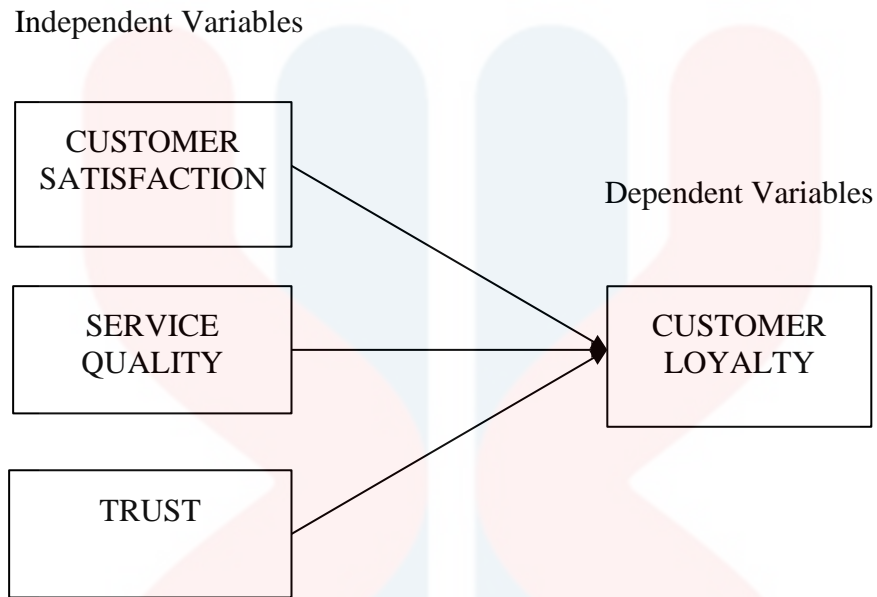 Independent Variables
CUSTOMER
SATISFACTION
Dependent Variables
SERVICE
QUALITY
CUSTOMER
LOYALTY
TRUST